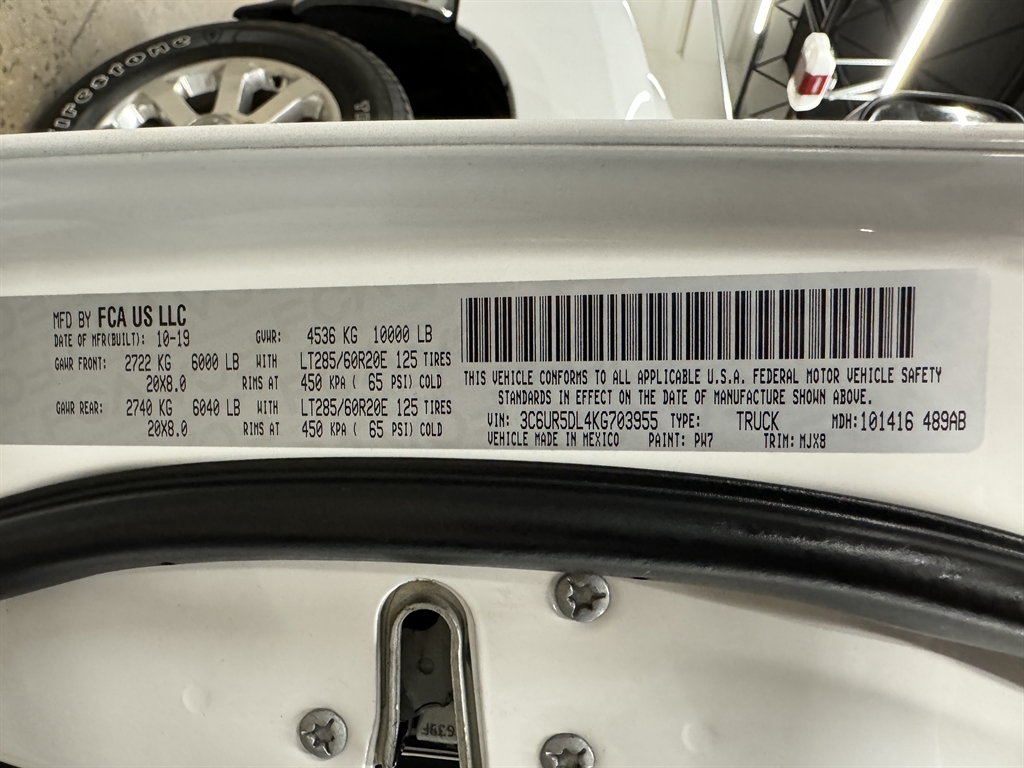 Firestone
MFD BY FCA US LLC
DATE OF MFR(BUILT): 10-19 GVWR: 4536 KG 10000 LB
GAWR FRONT: 2722 KG 6000 LB WITH LT285/60R20E 125 TIRES
20X8.0 RIMS AT 450 KPA ( 65 PSI) COLD
GAWR REAR: 2740 KG 6040 LB WITH LT285/60R20E 125 TIRES
20X8.0 RIMS AT 450 KPA ( 65 PSI) COLD
THIS VEHICLE CONFORMS TO ALL APPLICABLE U.S.A. FEDERAL MOTOR VEHICLE SAFETY
STANDARDS IN EFFECT ON THE DATE OF MANUFACTURE SHOWN ABOVE.
VIN: 3C6UR5DL4KG703955 TYPE: TRUCK MDH: 101416 489AB
VEHICLE MADE IN MEXICO PAINT: PW7 TRIM: MJX8